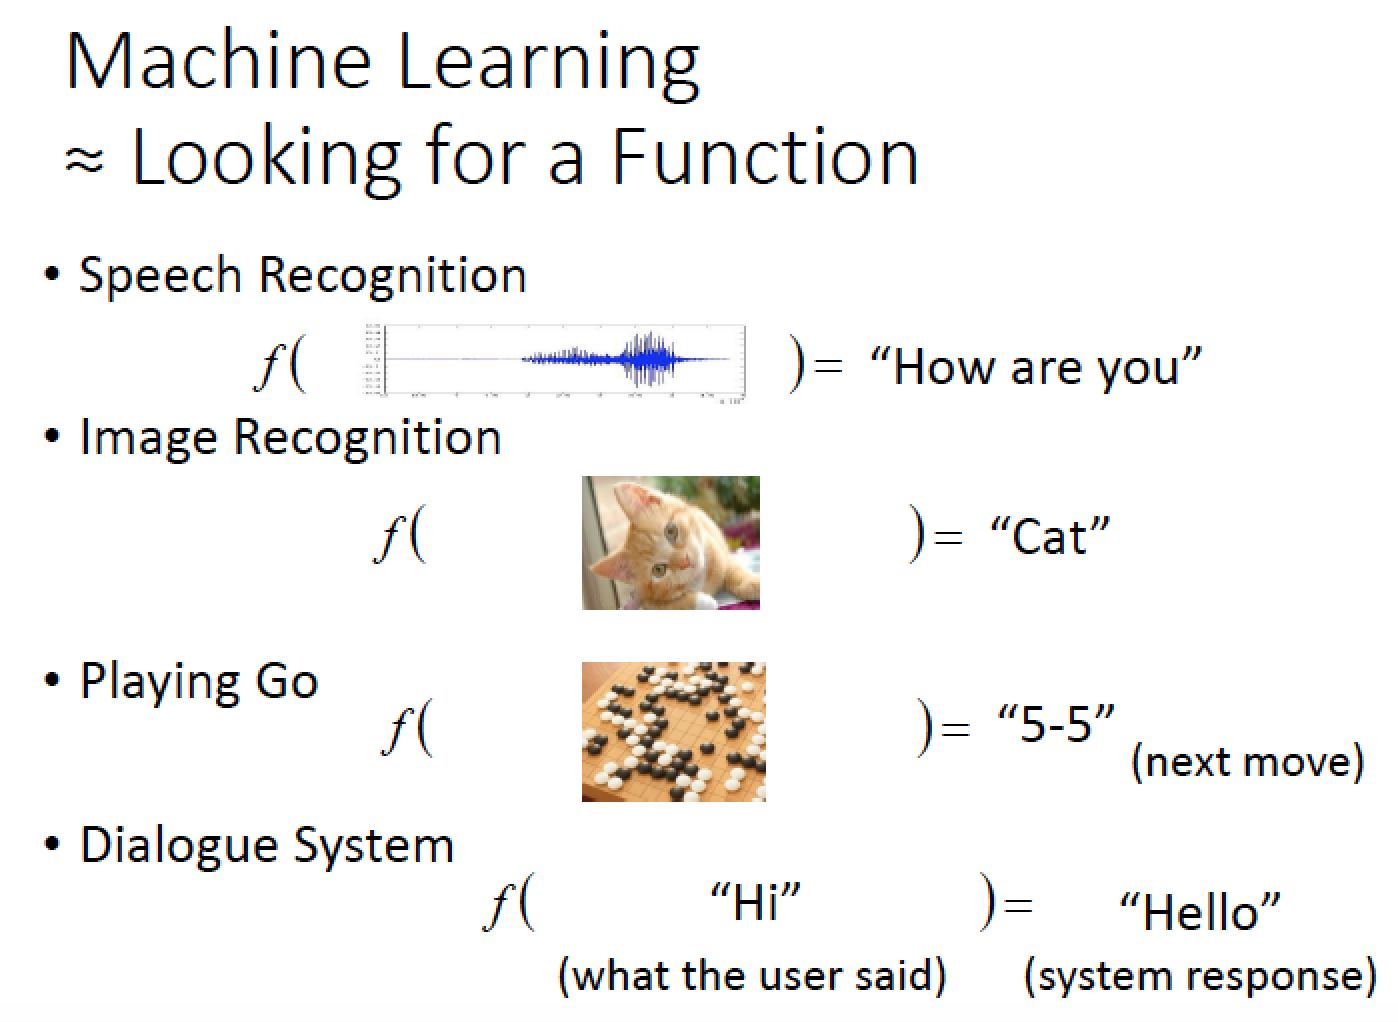 Machine Learning
≈ Looking for a Function
• Speech Recognition
f( )= “How are you”
• Image Recognition
f( )= “Cat”
• Playing Go
f( )= “5-5”
(next move)
• Dialogue System
f( “Hi” )= “Hello”
(what the user said) (system response)